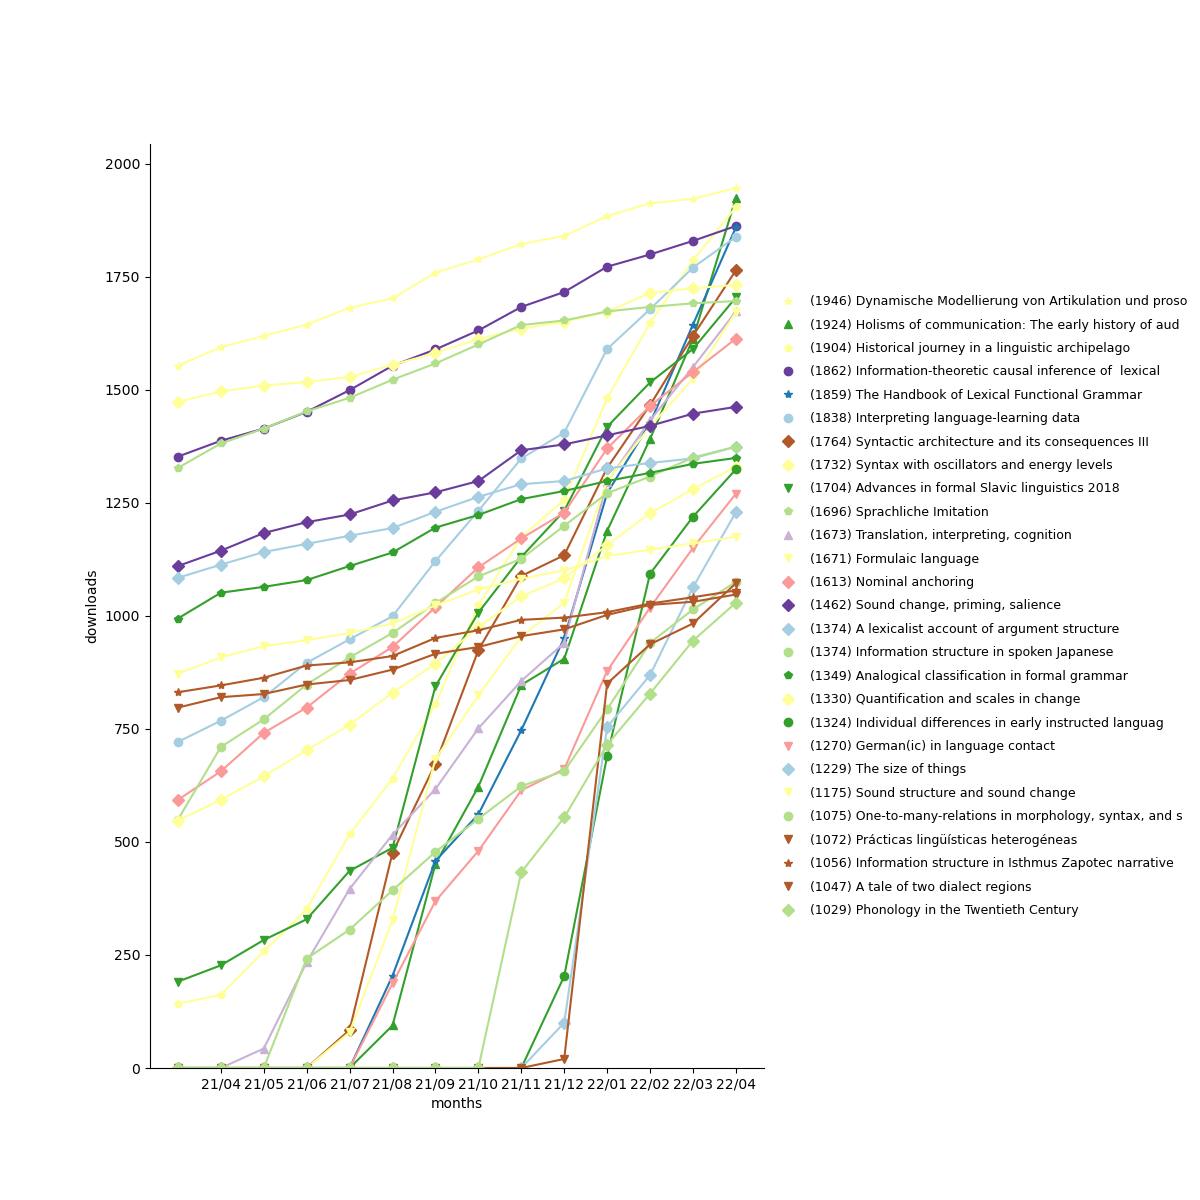 2000
1750
1500
1250
1000
750
500
250
0
downloads
21/04 21/05 21/06 21/07 21/08 21/09 21/10 21/11 21/12 22/01 22/02 22/03 22/04
months
(1946) Dynamische Modellierung von Artikulation und proso
(1924) Holisms of communication: The early history of aud
(1904) Historical journey in a linguistic archipelago
(1862) Information-theoretic causal inference of  lexical
(1859) The Handbook of Lexical Functional Grammar
(1838) Interpreting language-learning data
(1764) Syntactic architecture and its consequences III
(1732) Syntax with oscillators and energy levels
(1704) Advances in formal Slavic linguistics 2018
(1696) Sprachliche Imitation
(1673) Translation, interpreting, cognition
(1671) Formulaic language
(1613) Nominal anchoring
(1462) Sound change, priming, salience
(1374) A lexicalist account of argument structure
(1374) Information structure in spoken Japanese
(1349) Analogical classification in formal grammar
(1330) Quantification and scales in change
(1324) Individual differences in early instructed languag
(1270) German(ic) in language contact
(1229) The size of things
(1175) Sound structure and sound change
(1075) One-to-many-relations in morphology, syntax, and s
(1072) Prácticas lingüísticas heterogéneas
(1056) Information structure in Isthmus Zapotec narrative
(1047) A tale of two dialect regions
(1029) Phonology in the Twentieth Century